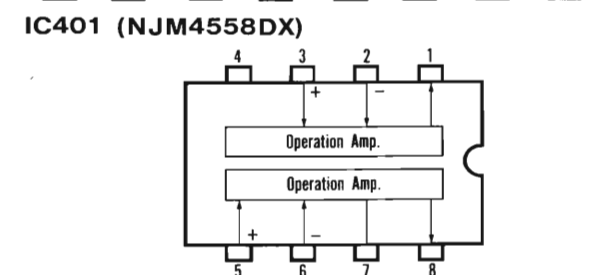 IC401 (NJM4558DX)
4 3 2 1
+ −
Operation Amp.
Operation Amp.
+ −
5 6 7 8